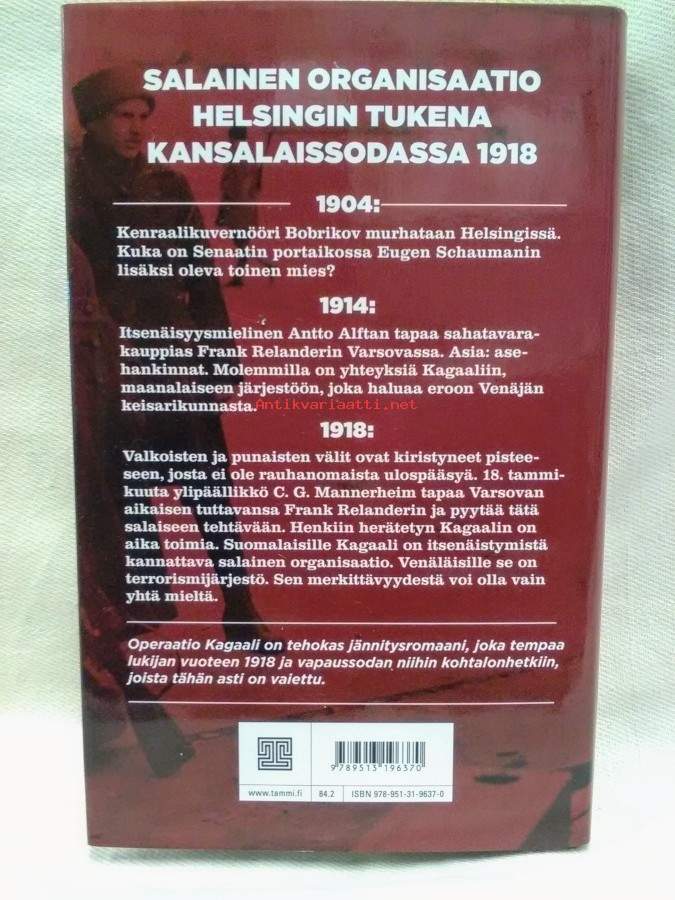 SALAINEN ORGANISAATIO
HELSINGIN TUKENA
KANSALAISSODASSA 1918
1904:
Kenraalikuvernööri Bobrikov murhataan Helsingissä.
Kuka on Senaatin portaikossa Eugen Schaumanin
lisäksi oleva toinen mies?
1914:
Itsenäisyysmielinen Antto Alftan tapaa sahatavara-
kauppias Frank Relanderin Varsovassa. Asia: ase-
hankinnat. Molemmilla on yhteyksiä Kagaaliin,
maanalaiseen järjestöön, joka haluaa eroon Venäjän
keisarikunnasta.
Antikvariaatti.net
1918:
Valkoisten ja punaisten välit ovat kiristyneet pistee-
seen, josta ei ole rauhanomaista ulospääsyä. 18. tammi-
kuuta ylipäällikkö C. G. Mannerheim tapaa Varsovan
aikaisen tuttavansa Frank Relanderin ja pyytää tätä
salaiseen tehtävään. Henkiin herätetyn Kagaalin on
aika toimia. Suomalaisille Kagaali on itsenäistymistä
kannattava salainen organisaatio. Venäläisille se on
terrorismijärjestö. Sen merkittävyydestä voi olla vain
yhtä mieltä.
Operaatio Kagaali on tehokas jännitysromaani, joka tempaa
lukijan vuoteen 1918 ja vapaussodan niihin kohtalonhetkiin,
joista tähän asti on vaiettu.
9 789513 196370
www.tammi.fi
84.2
ISBN 978-951-31-9637-0